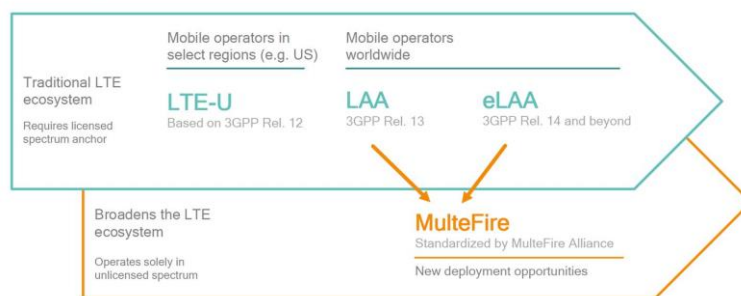 Mobile operators in
select regions (e.g. US)
Mobile operators
worldwide
Traditional LTE
ecosystem
Requires licensed
spectrum anchor
LTE-U
Based on 3GPP Rel. 12
LAA
3GPP Rel. 13
eLAA
3GPP Rel. 14 and beyond
Broadens the LTE
ecosystem
Operates solely in
unlicensed spectrum
MulteFire
Standardized by MulteFire Alliance
New deployment opportunities